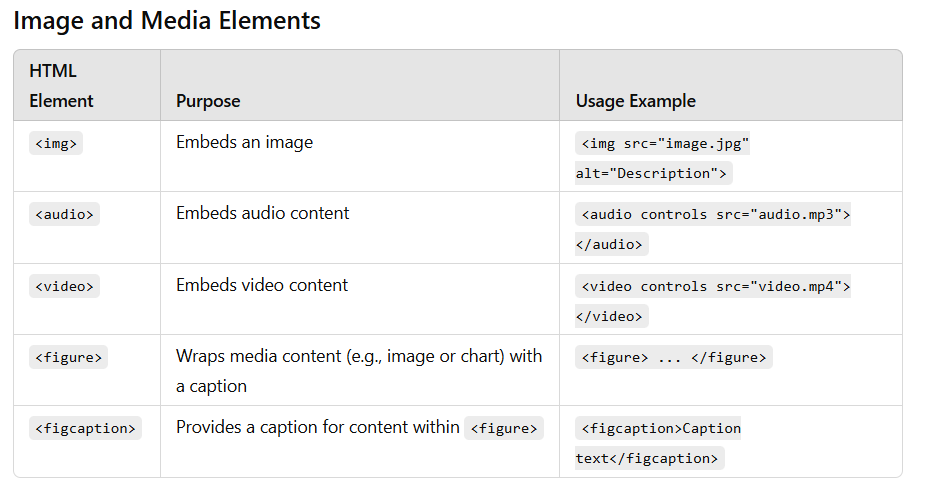 Image and Media Elements
HTML
Element
Purpose
Usage Example
<img>
Embeds an image
<img src="image.jpg"
alt="Description">
<audio>
Embeds audio content
<audio controls src="audio.mp3">
</audio>
<video>
Embeds video content
<video controls src="video.mp4">
</video>
<figure>
Wraps media content (e.g., image or chart) with
a caption
<figure> ... </figure>
<figcaption>
Provides a caption for content within <figure>
<figcaption>Caption
text</figcaption>